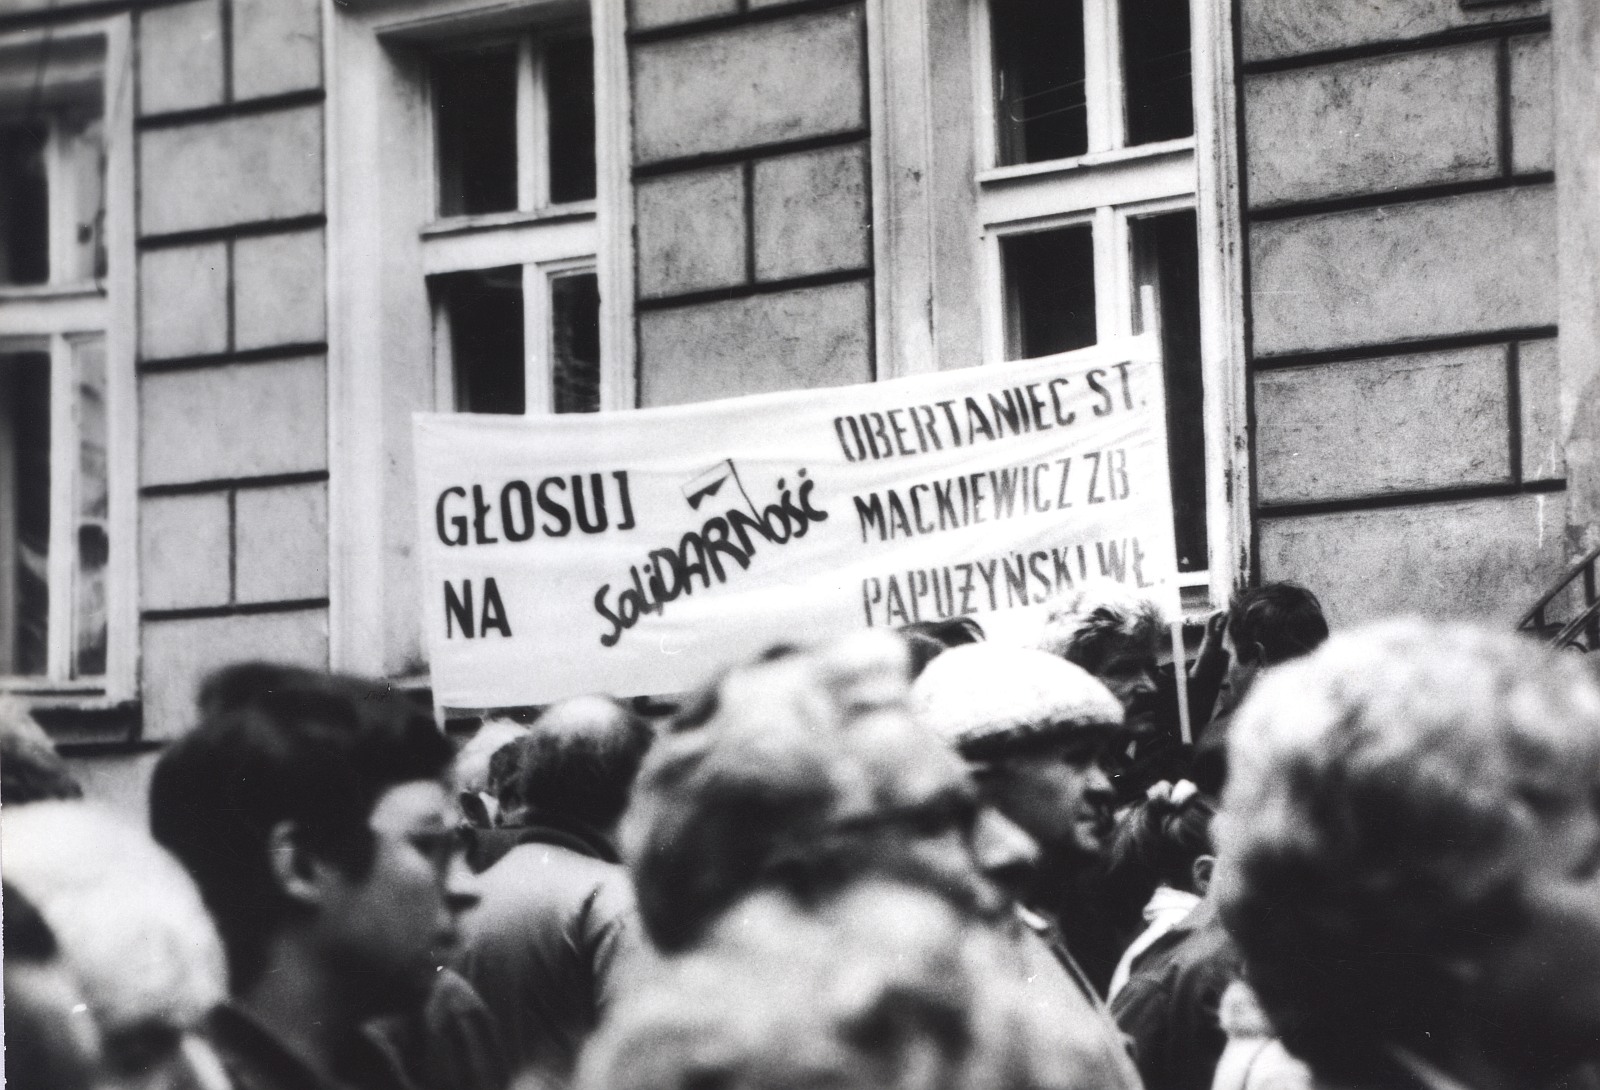 GŁOSUJ
NA
SOLiDARNOŚĆ
OBERTANIEC ST.
MACKIEWICZ ZB.
PAPUŻYŃSKI WŁ.